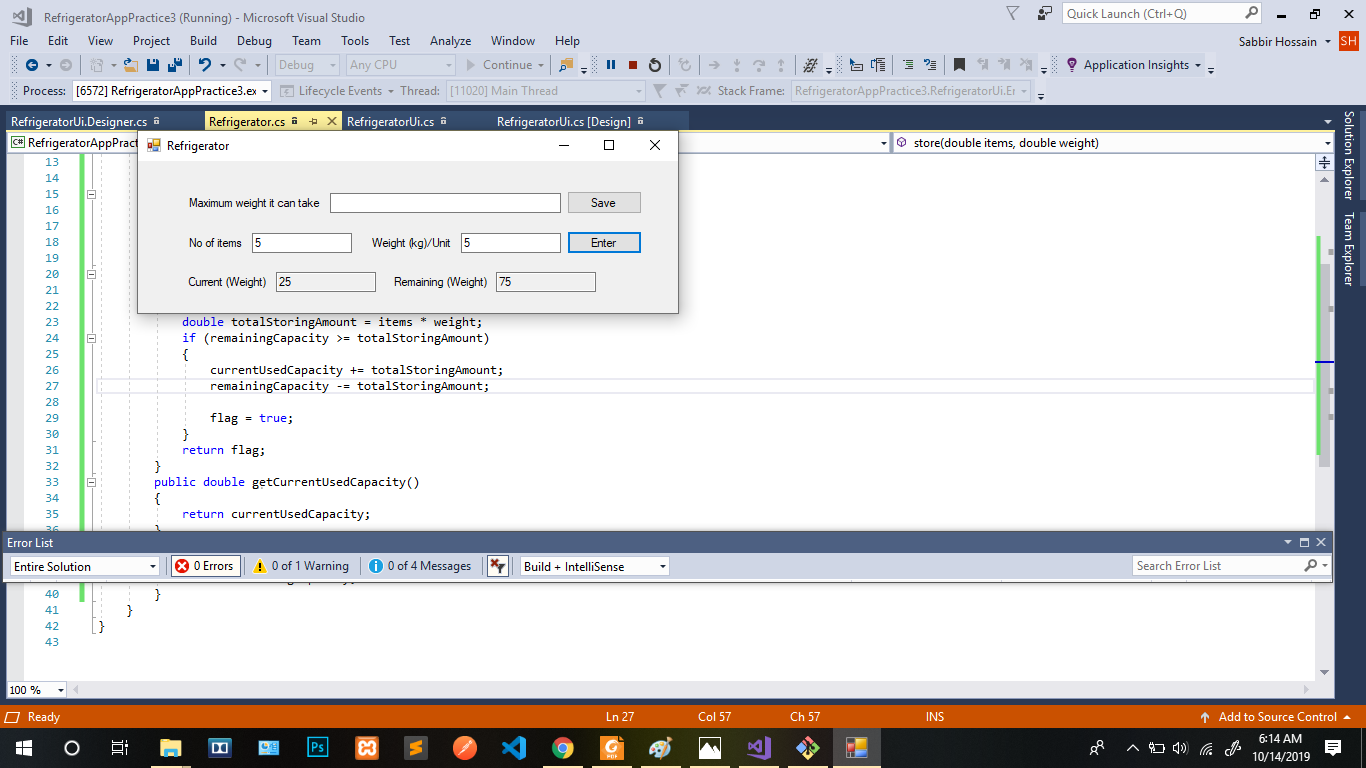 RefrigeratorAppPractice3 (Running) - Microsoft Visual Studio
Quick Launch (Ctrl+Q)
File Edit View Project Build Debug Team Tools Test Analyze Window Help
Sabbir Hossain SH
Debug Any CPU Continue Application Insights
Process: [6572] RefrigeratorAppPractice3.ex Lifecycle Events Thread: [11020] Main Thread Stack Frame: RefrigeratorAppPractice3.RefrigeratorUi.Er
RefrigeratorUi.Designer.cs Refrigerator.cs RefrigeratorUi.cs RefrigeratorUi.cs [Design]
C# RefrigeratorAppPract store(double items, double weight)
Solution Explorer
Team Explorer
Refrigerator
Maximum weight it can take Save
No of items 5 Weight (kg)/Unit 5 Enter
Current (Weight) 25 Remaining (Weight) 75
13
14
15
16
17
18
19
20
21
22
23 double totalStoringAmount = items * weight;
24 if (remainingCapacity >= totalStoringAmount)
25 {
26 currentUsedCapacity += totalStoringAmount;
27 remainingCapacity -= totalStoringAmount;
28
29 flag = true;
30 }
31 return flag;
32 }
33 public double getCurrentUsedCapacity()
34 {
35 return currentUsedCapacity;
36 }
Error List
Entire Solution 0 Errors 0 of 1 Warning 0 of 4 Messages Build + IntelliSense Search Error List
40 }
41 }
42 }
43
100 %
Ready Ln 27 Col 57 Ch 57 INS Add to Source Control
Ps
6:14 AM
10/14/2019